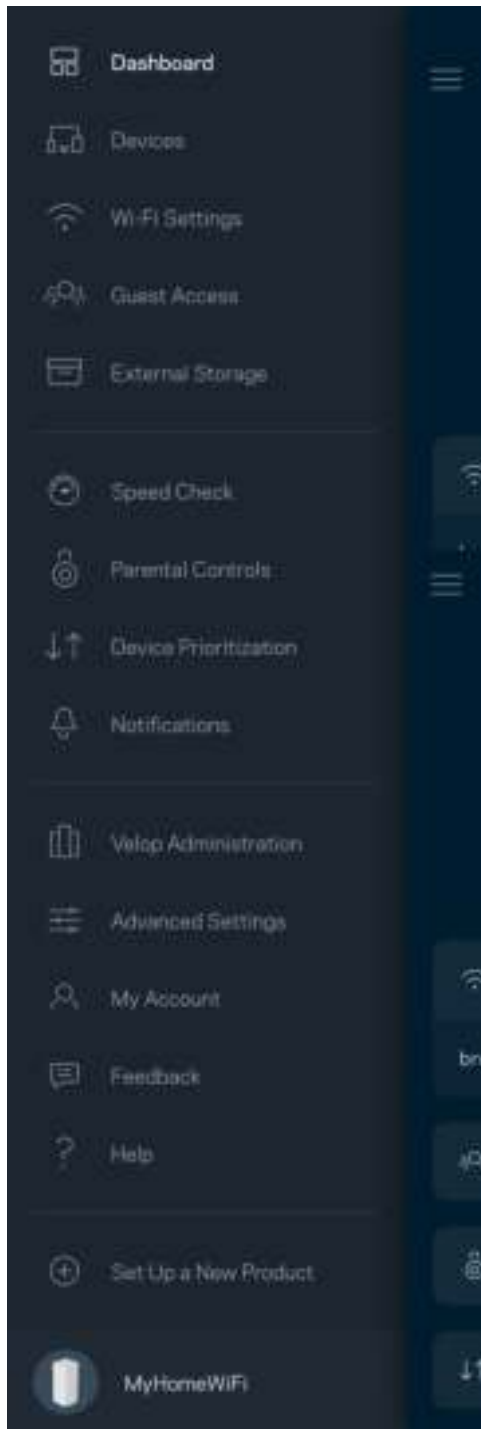 Dashboard
Devices
Wi-Fi Settings
Guest Access
External Storage
Speed Check
Parental Controls
Device Prioritization
Notifications
Velop Administration
Advanced Settings
My Account
Feedback
br
Help
Set Up a New Product
MyHomeWiFi